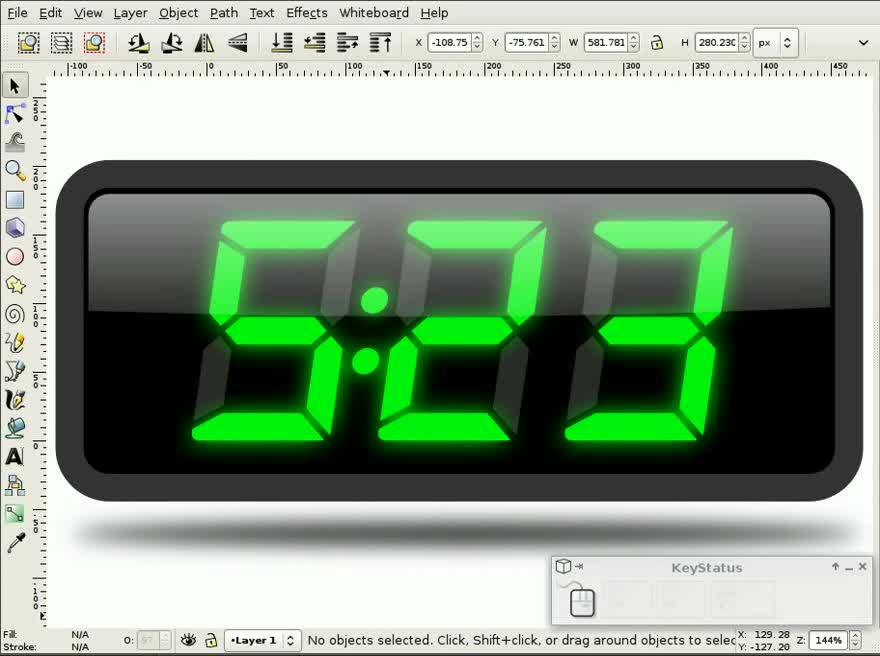 File Edit View Layer Object Path Text Effects Whiteboard Help
X -108.75 Y -75.761 W 581.781 H 280.230 px
-100 -50 0 50 100 150 200 250 300 350 400 450
5:23
KeyStatus
Fill: N/A
Stroke: N/A
O: 97
•Layer 1
No objects selected. Click, Shift+click, or drag around objects to selec
X: 129.28
Y: -127.20
Z: 144%